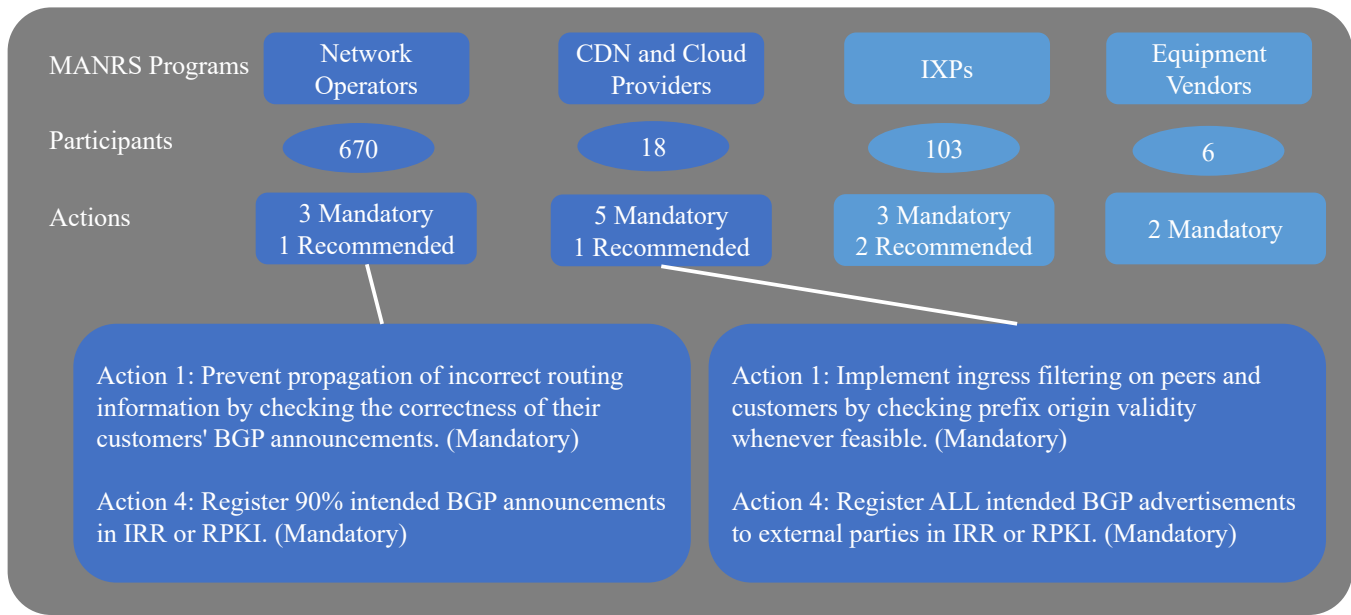 MANRS Programs
Network
Operators
CDN and Cloud
Providers
IXPs
Equipment
Vendors
Participants
670
18
103
6
Actions
3 Mandatory
1 Recommended
5 Mandatory
1 Recommended
3 Mandatory
2 Recommended
2 Mandatory
Action 1: Prevent propagation of incorrect routing
information by checking the correctness of their
customers' BGP announcements. (Mandatory)
Action 4: Register 90% intended BGP announcements
in IRR or RPKI. (Mandatory)
Action 1: Implement ingress filtering on peers and
customers by checking prefix origin validity
whenever feasible. (Mandatory)
Action 4: Register ALL intended BGP advertisements
to external parties in IRR or RPKI. (Mandatory)